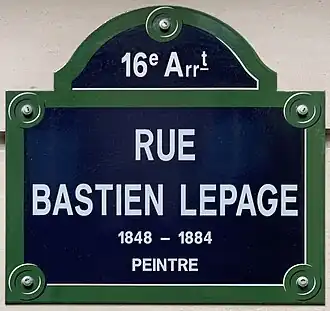 16e Arrt
RUE
BASTIEN LEPAGE
1848 – 1884
PEINTRE